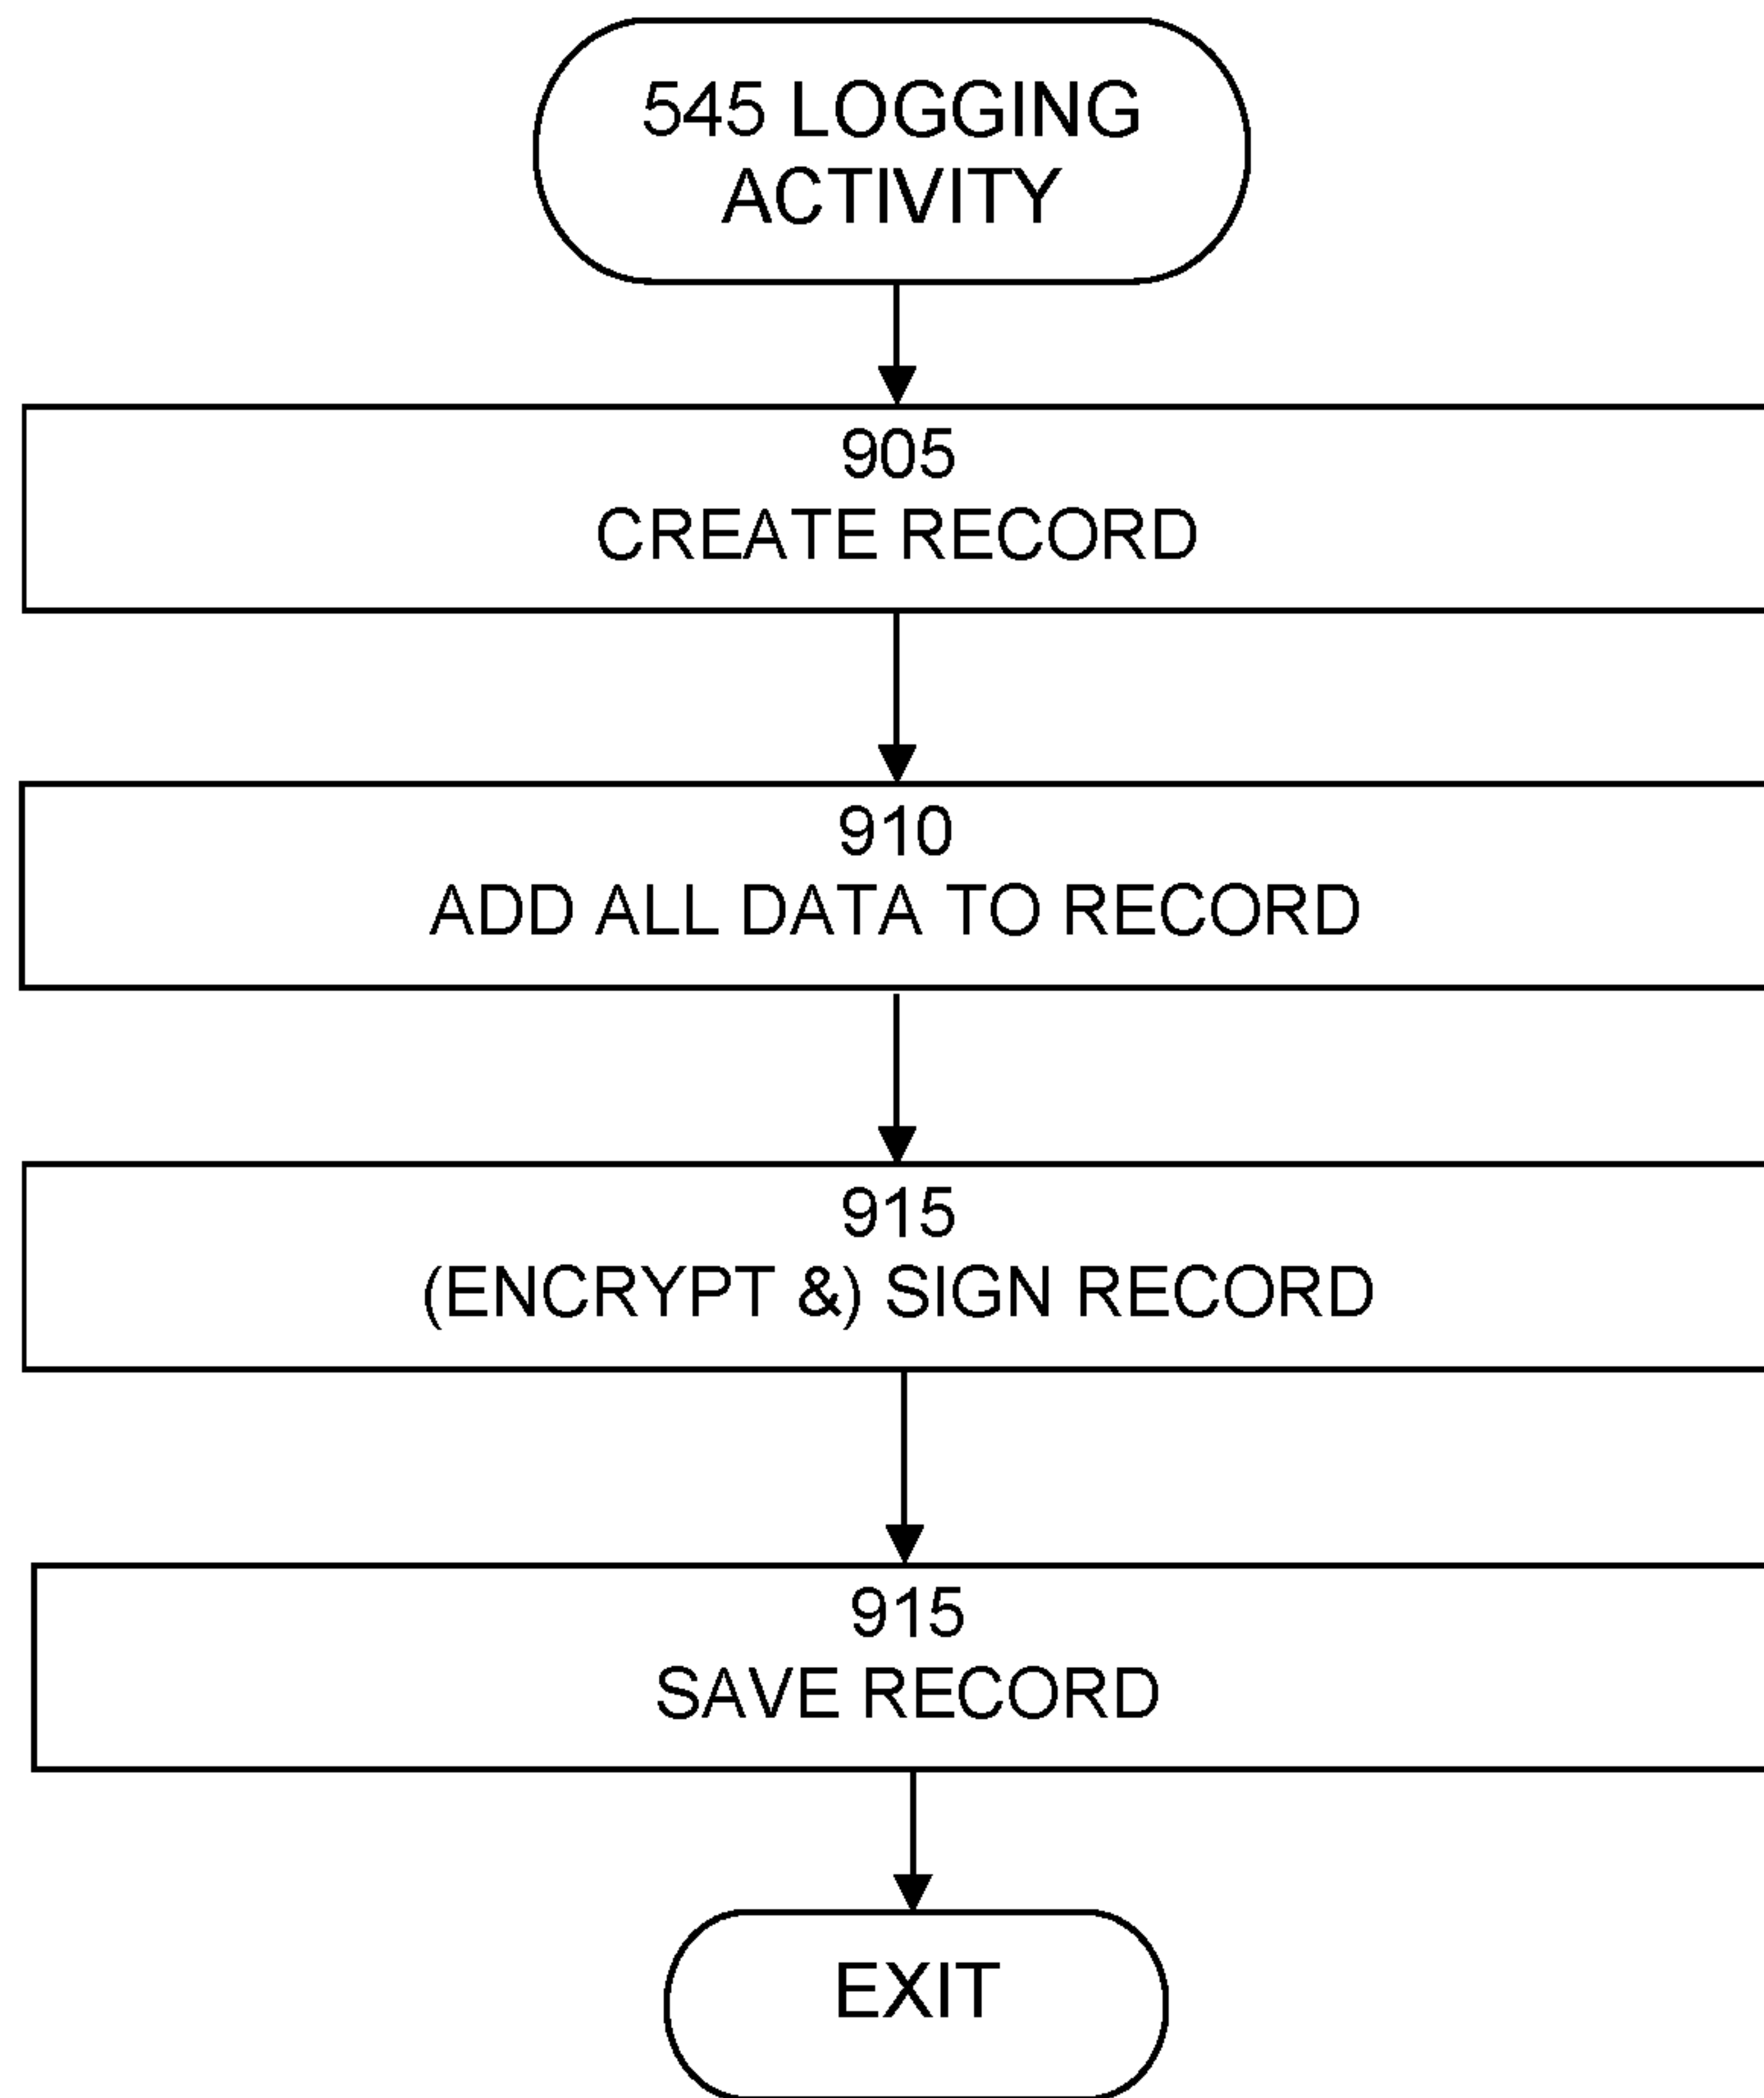 545 LOGGING
ACTIVITY
905
CREATE RECORD
910
ADD ALL DATA TO RECORD
915
(ENCRYPT &) SIGN RECORD
915
SAVE RECORD
EXIT